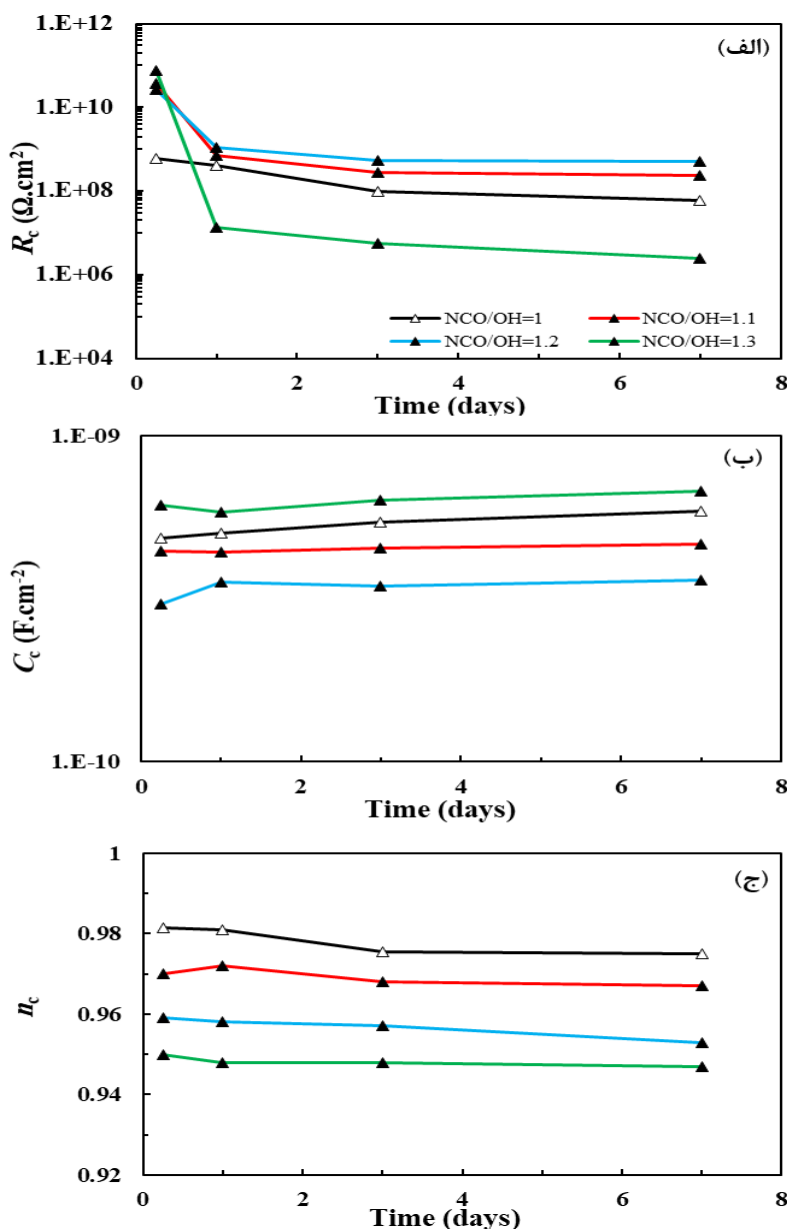 1.E+12
(الف)
1.E+10
1.E+08
1.E+06
1.E+04
R_c (Ω.cm²)
NCO/OH=1 NCO/OH=1.1
NCO/OH=1.2 NCO/OH=1.3
0 2 4 6 8
Time (days)
1.E-09
(ب)
C_c (F.cm⁻²)
1.E-10
0 2 4 6 8
Time (days)
1
(ج)
0.98
0.96
n_c
0.94
0.92
0 2 4 6 8
Time (days)